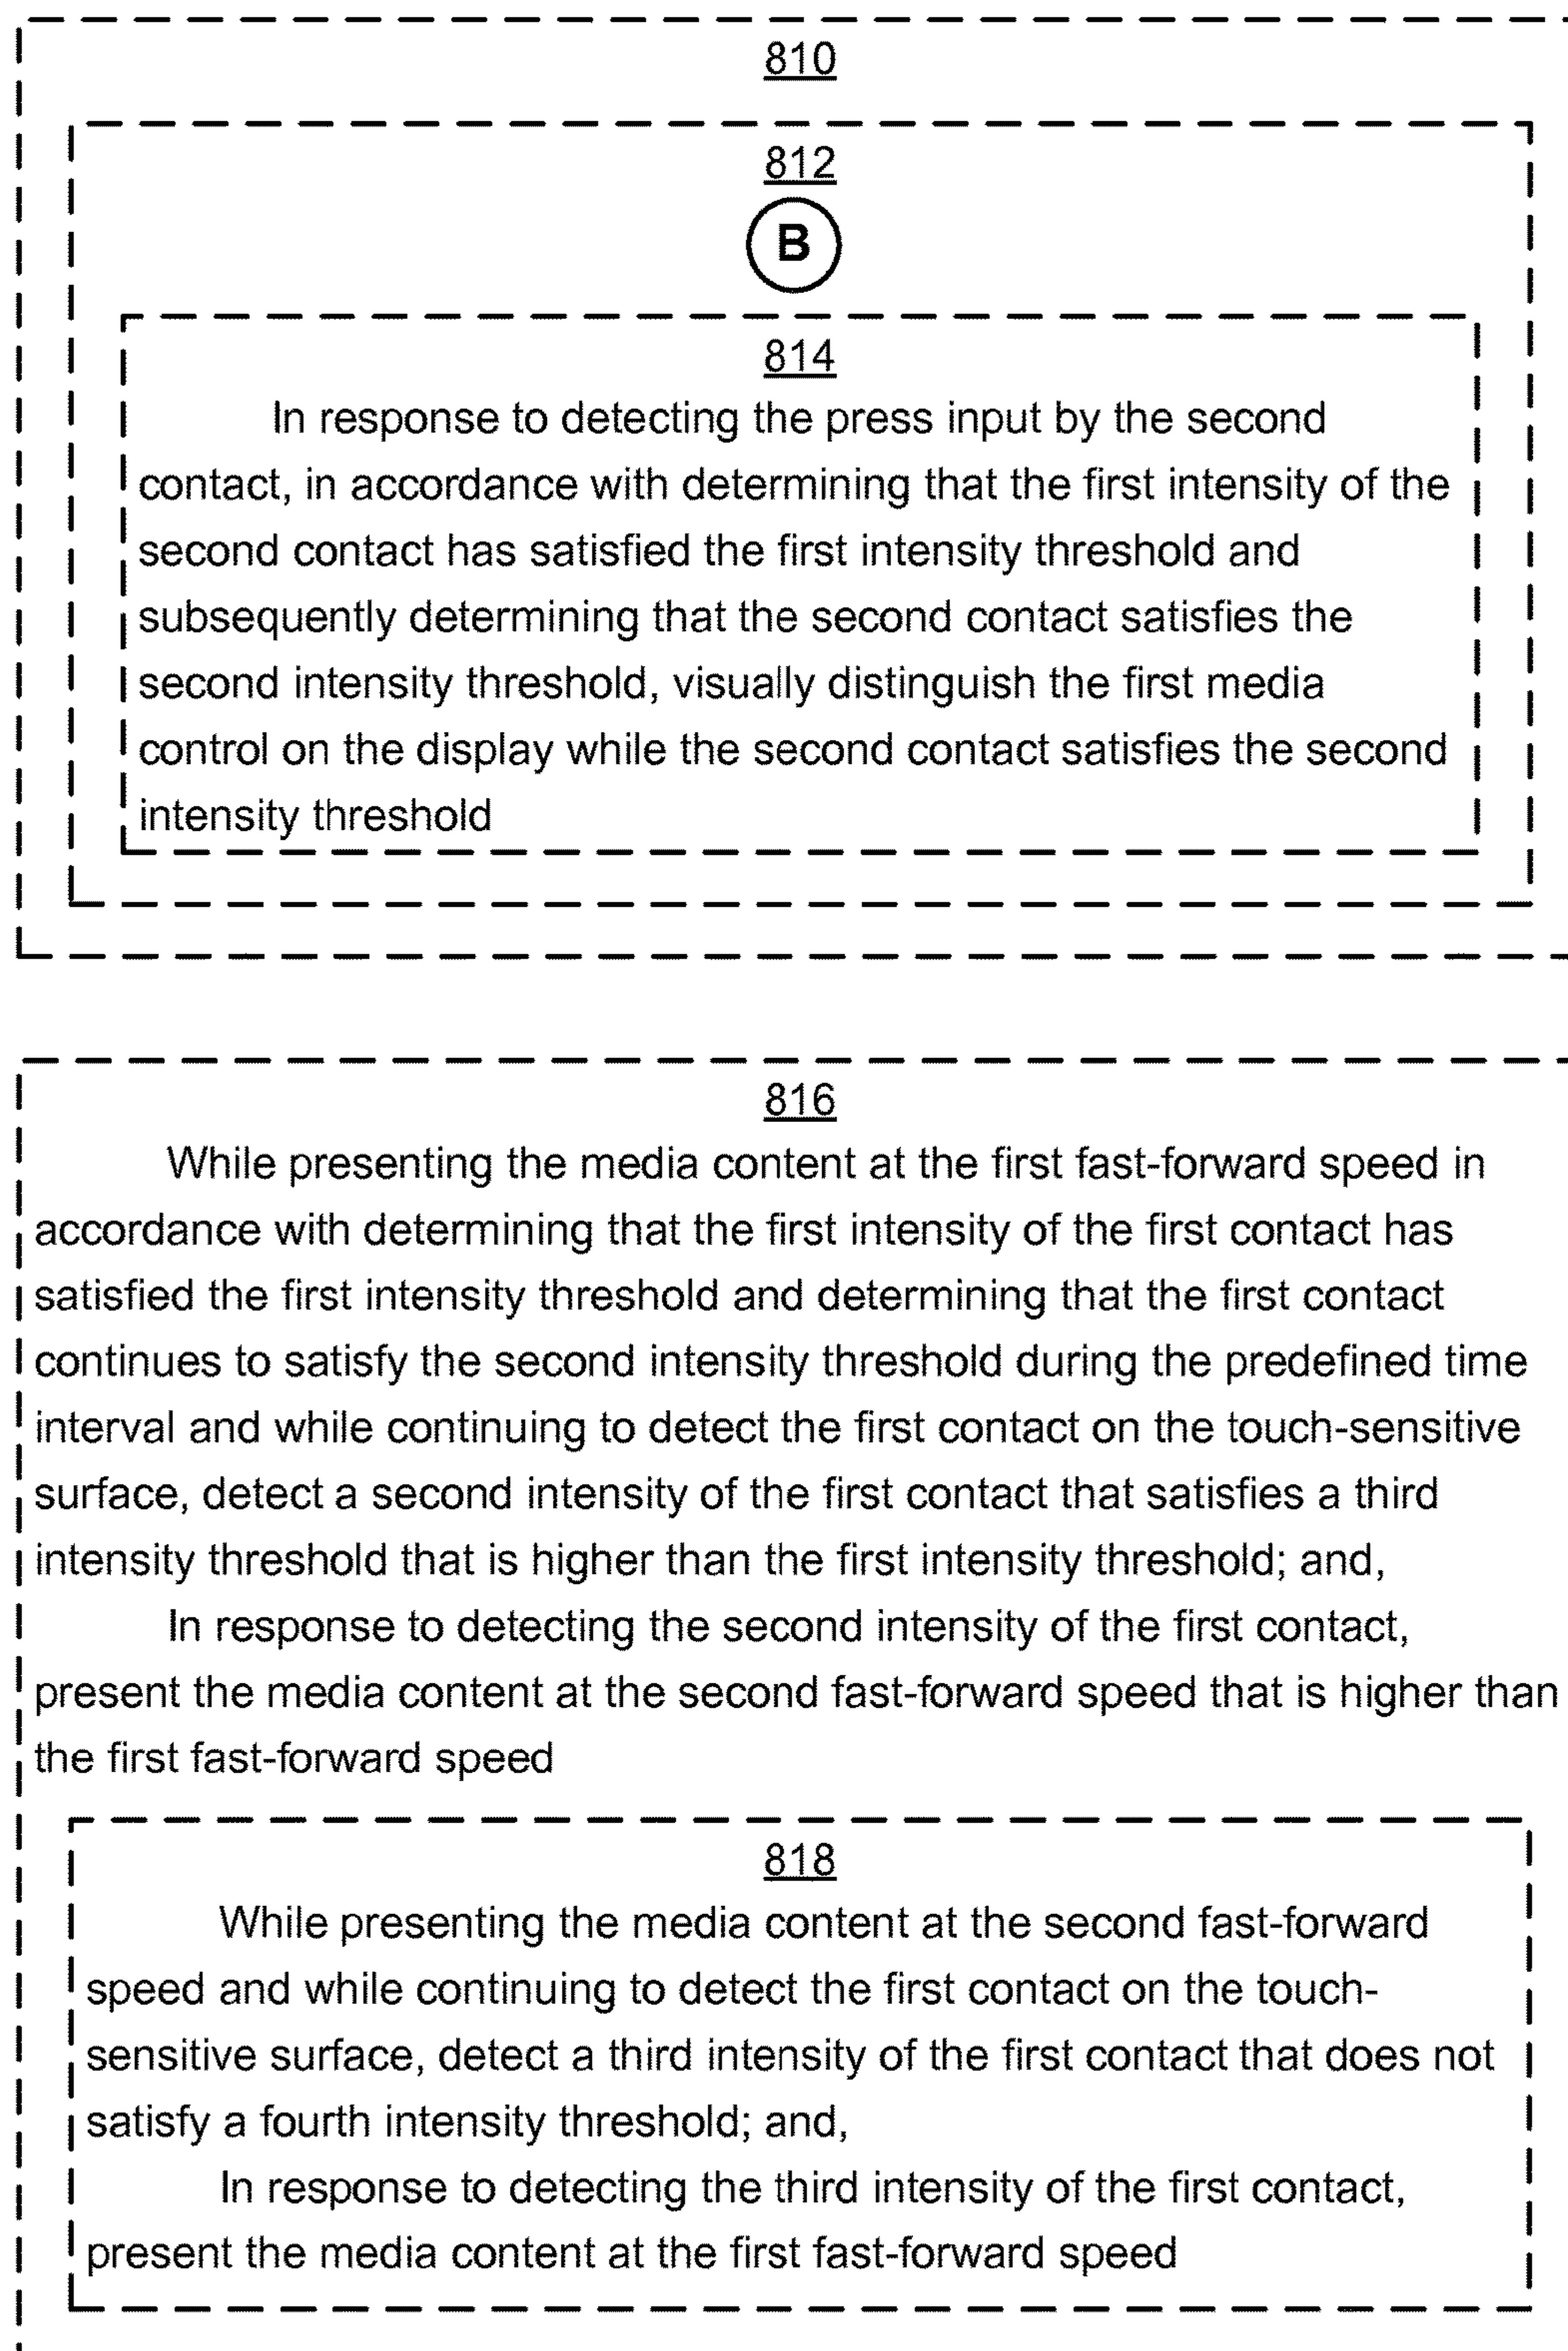 810
812
B
814
In response to detecting the press input by the second
contact, in accordance with determining that the first intensity of the
second contact has satisfied the first intensity threshold and
subsequently determining that the second contact satisfies the
second intensity threshold, visually distinguish the first media
control on the display while the second contact satisfies the second
intensity threshold
816
While presenting the media content at the first fast-forward speed in
accordance with determining that the first intensity of the first contact has
satisfied the first intensity threshold and determining that the first contact
continues to satisfy the second intensity threshold during the predefined time
interval and while continuing to detect the first contact on the touch-sensitive
surface, detect a second intensity of the first contact that satisfies a third
intensity threshold that is higher than the first intensity threshold; and,
In response to detecting the second intensity of the first contact,
present the media content at the second fast-forward speed that is higher than
the first fast-forward speed
818
While presenting the media content at the second fast-forward
speed and while continuing to detect the first contact on the touch-
sensitive surface, detect a third intensity of the first contact that does not
satisfy a fourth intensity threshold; and,
In response to detecting the third intensity of the first contact,
present the media content at the first fast-forward speed